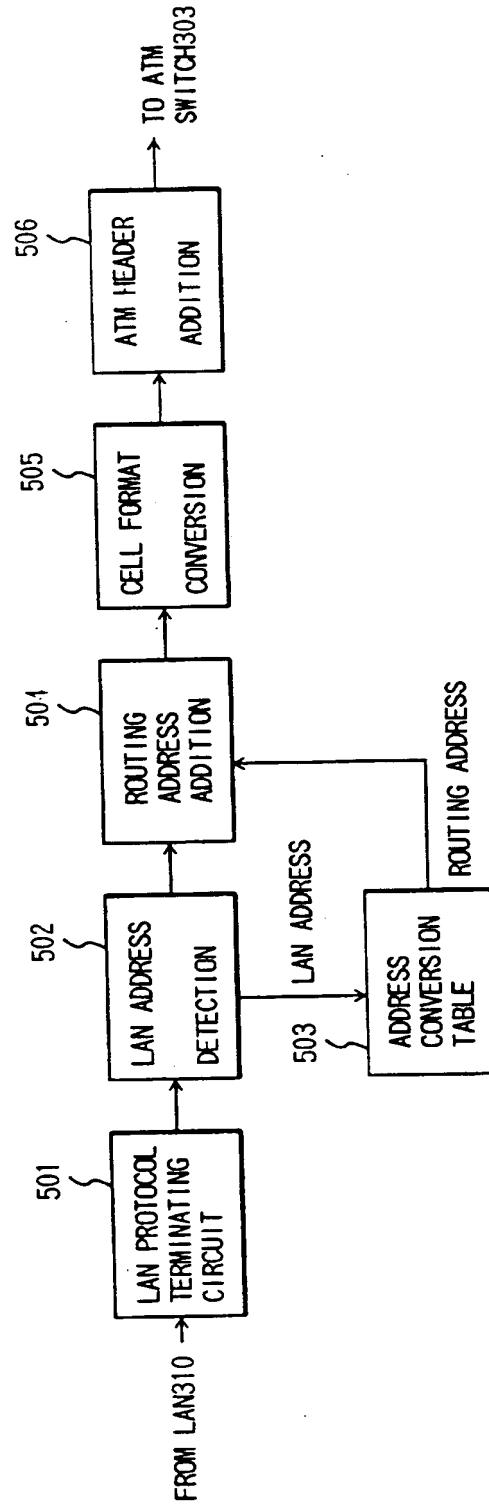 FROM LAN310
501
LAN PROTOCOL
TERMINATING
CIRCUIT
502
LAN ADDRESS
DETECTION
LAN ADDRESS
503
ADDRESS
CONVERSION
TABLE
ROUTING ADDRESS
504
ROUTING
ADDRESS
ADDITION
505
CELL FORMAT
CONVERSION
506
ATM HEADER
ADDITION
TO ATM
SWITCH303